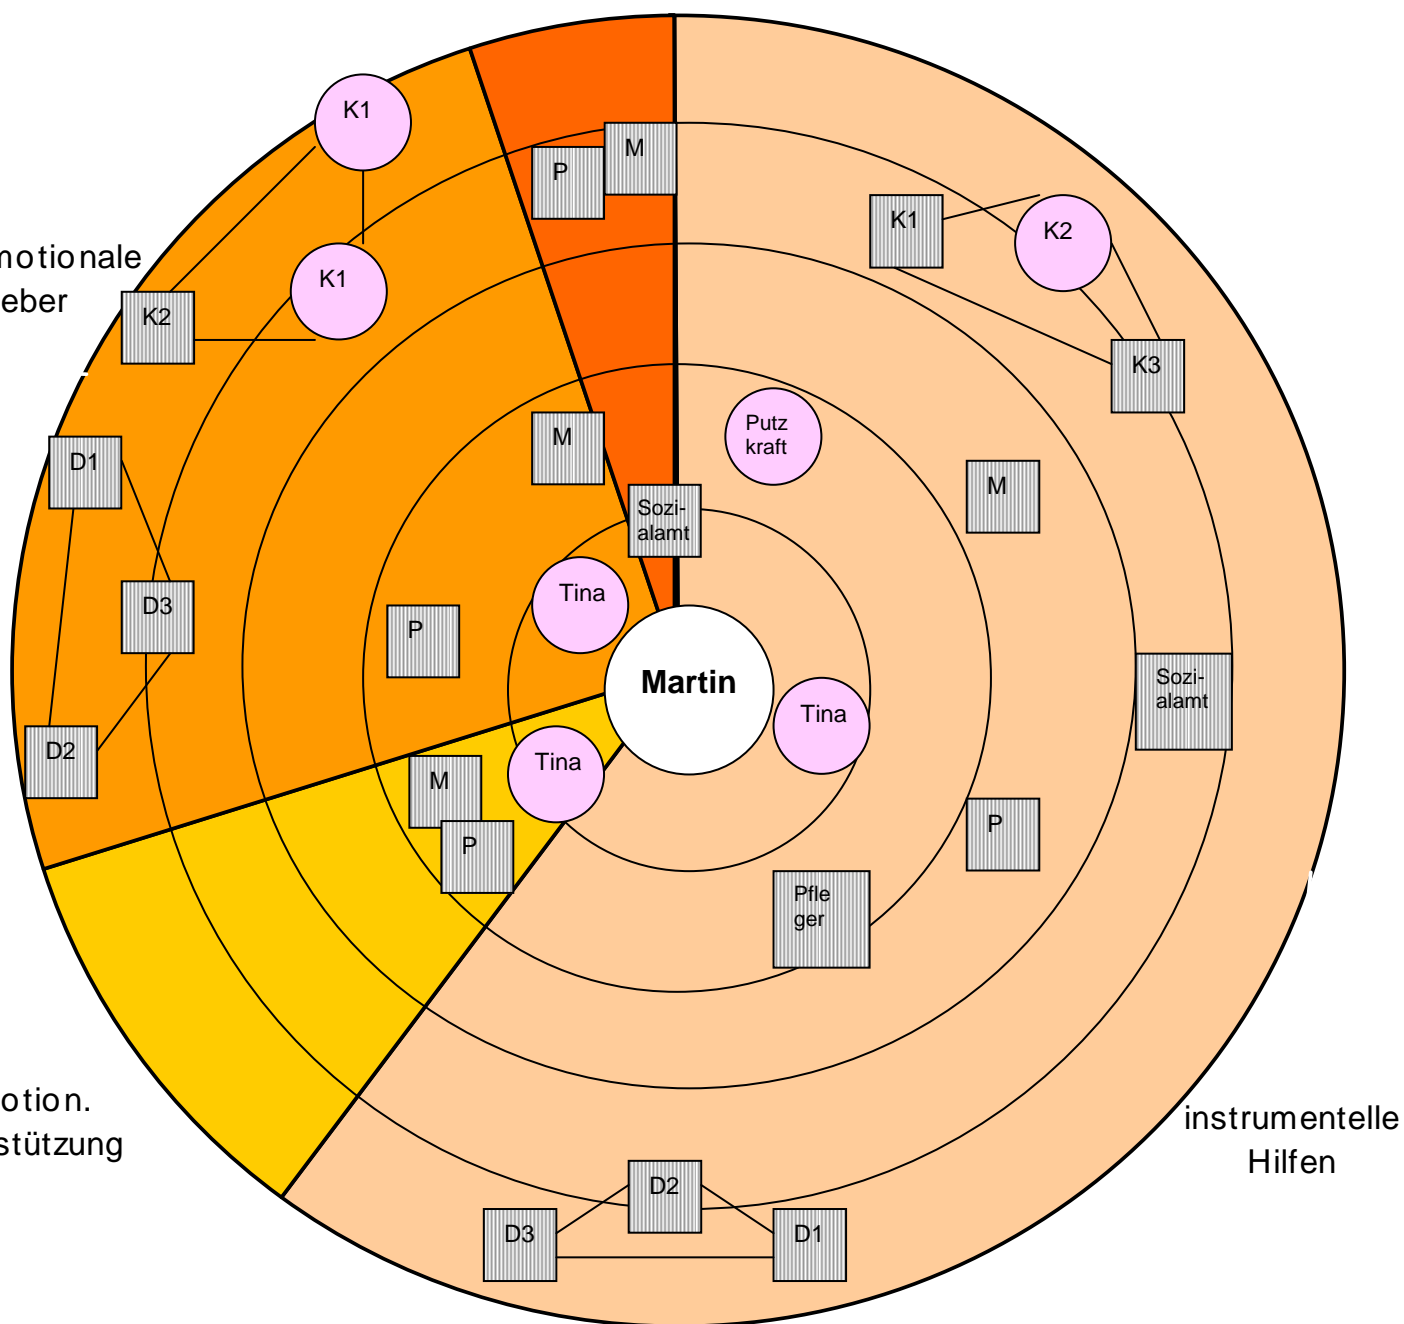 K1
M
P
K1
K2
motionale
eber
K1
K2
K3
Putz
kraft
M
D1
M
Sozi-
alamt
Tina
D3
P
Martin
Sozi-
alamt
Tina
D2
Tina
M
P
P
Pfle
ger
otion.
stützung
instrumentelle
Hilfen
D2
D3
D1